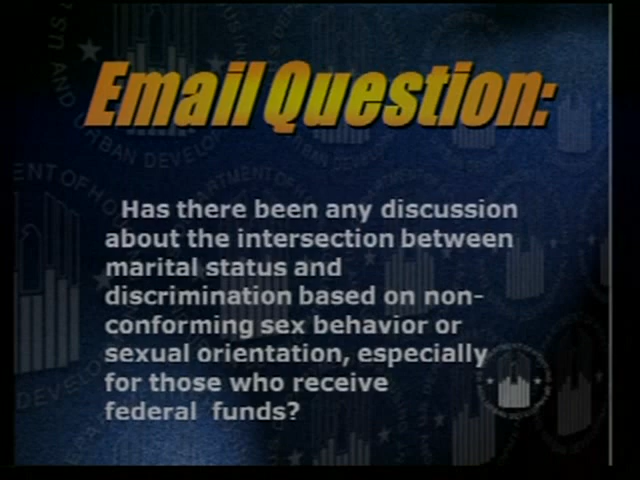 Email Question:
Has there been any discussion
about the intersection between
marital status and
discrimination based on non-
conforming sex behavior or
sexual orientation, especially
for those who receive
federal funds?